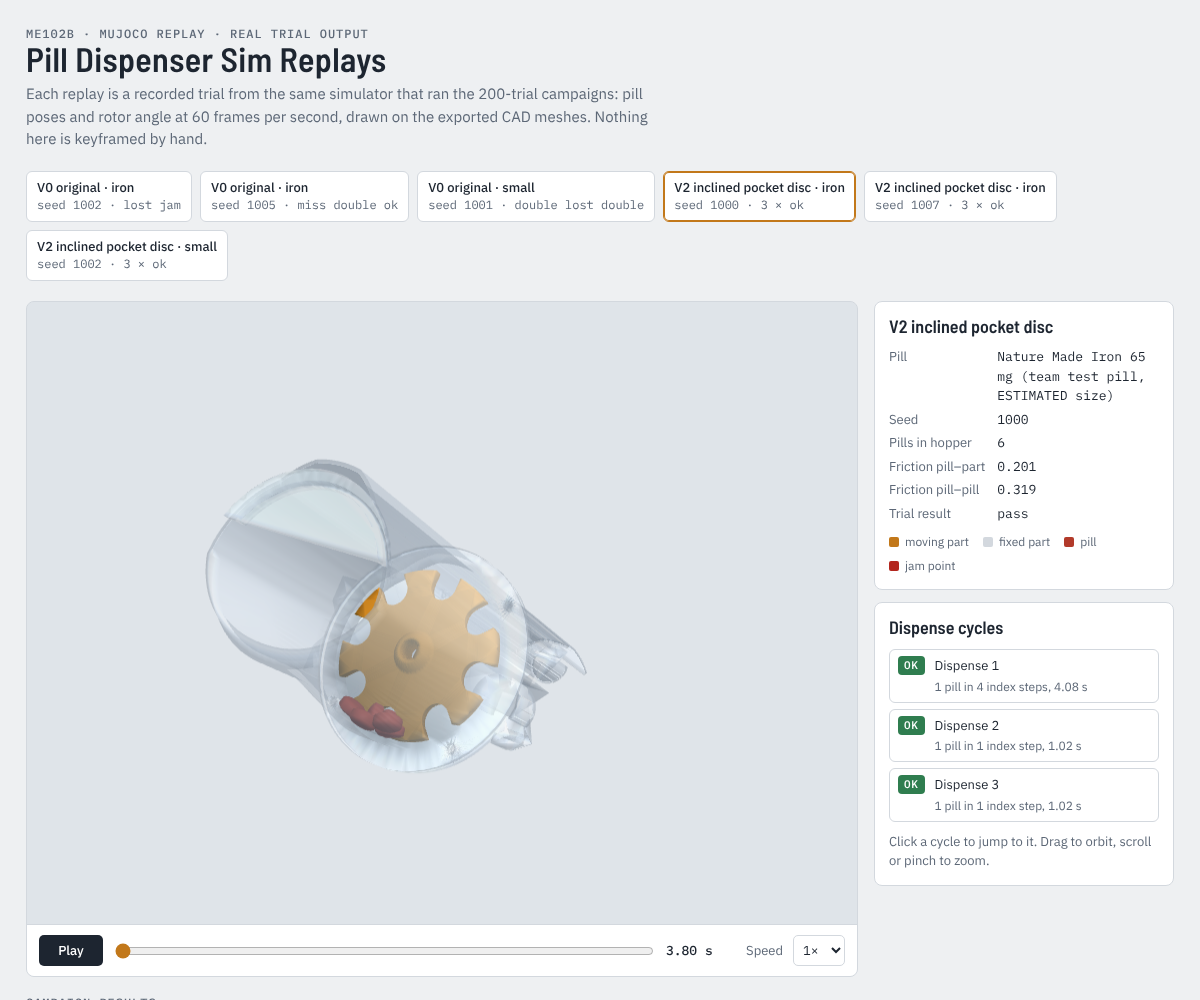 ME102B · MUJOCO REPLAY · REAL TRIAL OUTPUT
Pill Dispenser Sim Replays
Each replay is a recorded trial from the same simulator that ran the 200-trial campaigns: pill
poses and rotor angle at 60 frames per second, drawn on the exported CAD meshes. Nothing
here is keyframed by hand.
V0 original · iron
seed 1002 · lost jam
V0 original · iron
seed 1005 · miss double ok
V0 original · small
seed 1001 · double lost double
V2 inclined pocket disc · iron
seed 1000 · 3 × ok
V2 inclined pocket disc · iron
seed 1007 · 3 × ok
V2 inclined pocket disc · small
seed 1002 · 3 × ok
V2 inclined pocket disc
Pill Nature Made Iron 65
mg (team test pill,
ESTIMATED size)
Seed 1000
Pills in hopper 6
Friction pill–part 0.201
Friction pill–pill 0.319
Trial result pass
moving part fixed part pill
jam point
Dispense cycles
OK Dispense 1
1 pill in 4 index steps, 4.08 s
OK Dispense 2
1 pill in 1 index step, 1.02 s
OK Dispense 3
1 pill in 1 index step, 1.02 s
Click a cycle to jump to it. Drag to orbit, scroll
or pinch to zoom.
Play 3.80 s Speed 1×